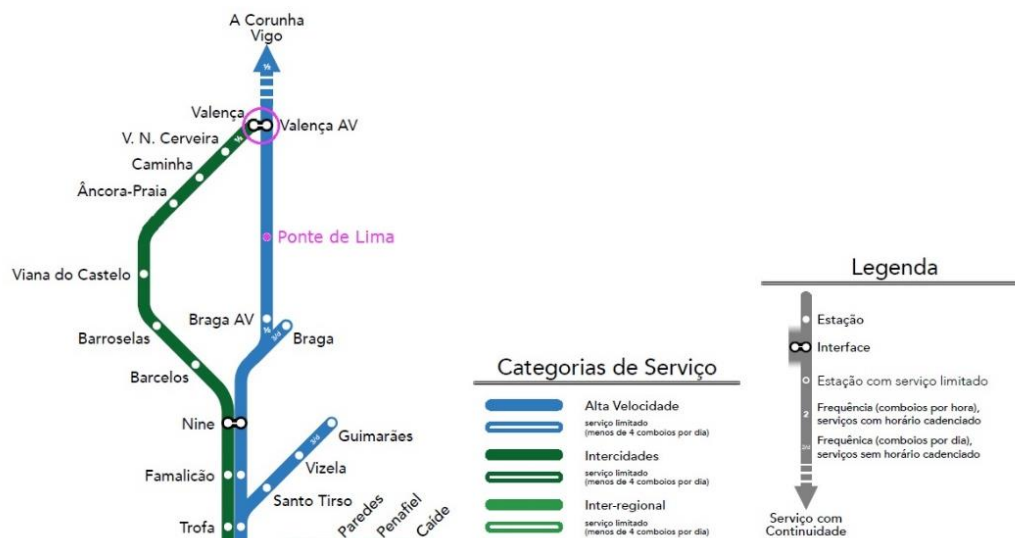 A Corunha
Vigo
Valença
Valença AV
V. N. Cerveira
Caminha
Âncora-Praia
Ponte de Lima
Viana do Castelo
Braga AV
Braga
Barroselas
Barcelos
Nine
Guimarães
Famalicão
Vizela
Santo Tirso
Trofa
Paredes
Penafiel
Caíde
Categorias de Serviço
Alta Velocidade
serviço limitado
(menos de 4 comboios por dia)
Intercidades
serviço limitado
(menos de 4 comboios por dia)
Inter-regional
serviço limitado
(menos de 4 comboios por dia)
Legenda
Estação
Interface
Estação com serviço limitado
2
Frequência (comboios por hora),
serviços com horário cadenciado
Frequênica (comboios por dia),
serviços sem horário cadenciado
Serviço com
Continuidade